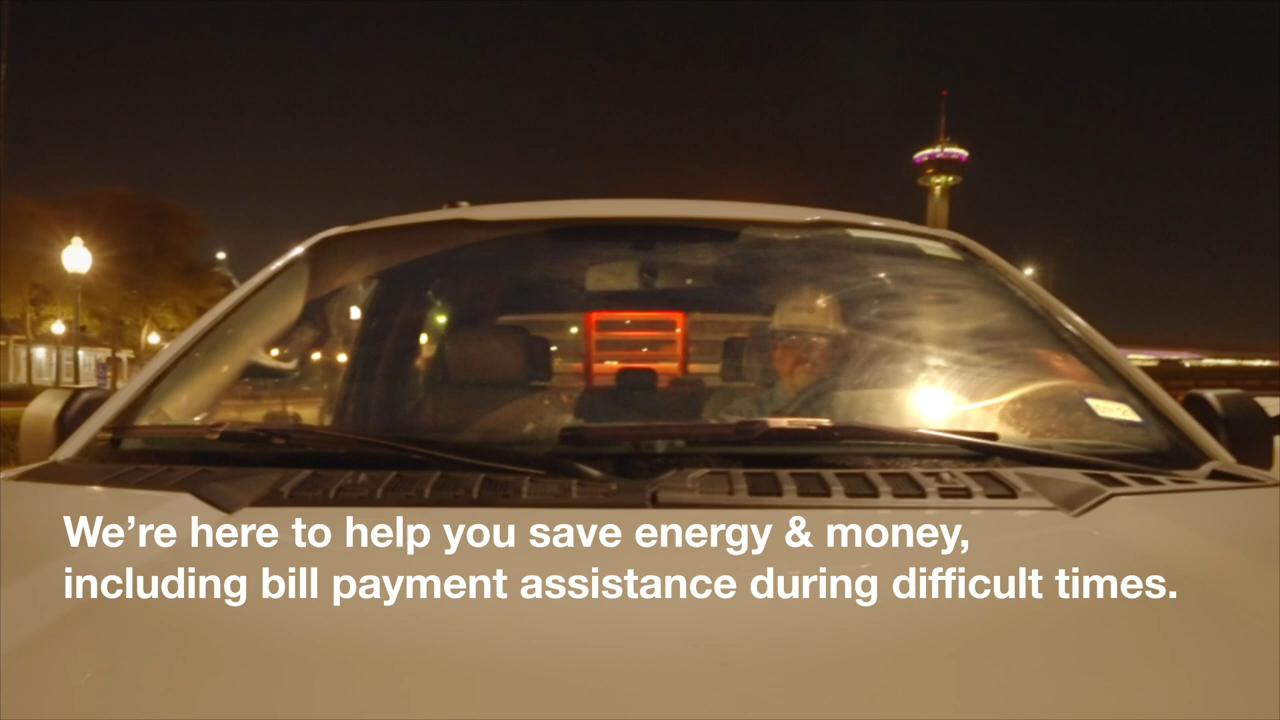 We’re here to help you save energy & money,
including bill payment assistance during difficult times.